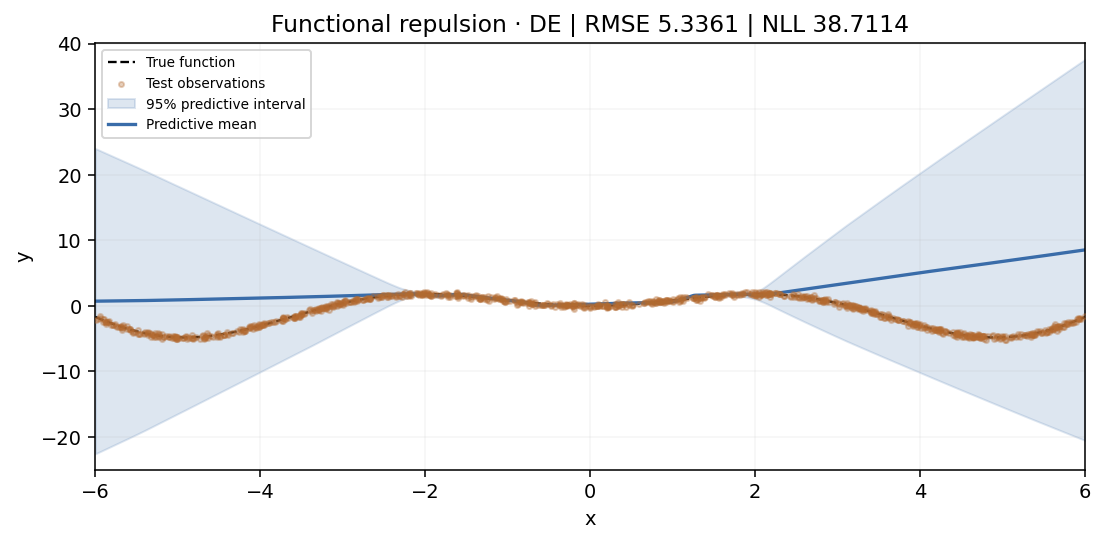 Functional repulsion · DE | RMSE 5.3361 | NLL 38.7114
True function
Test observations
95% predictive interval
Predictive mean
40
30
20
10
0
−10
−20
y
−6
−4
−2
0
2
4
6
x